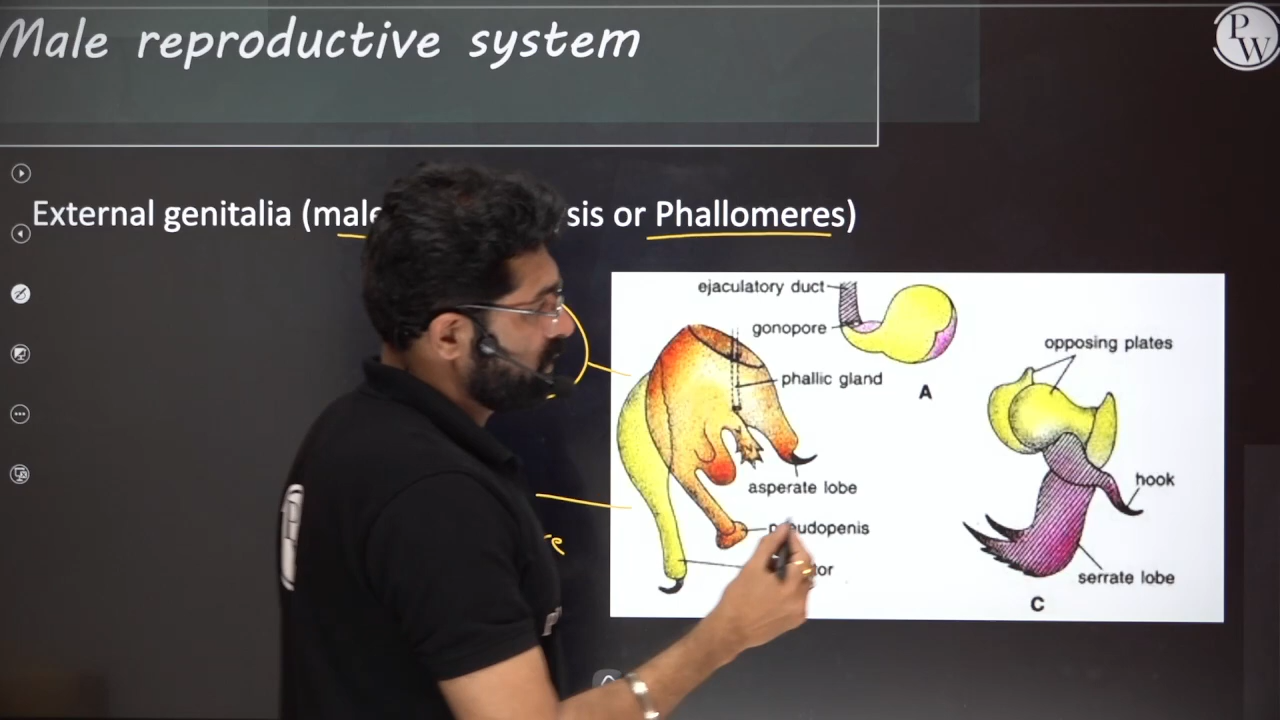 Male reproductive system
PW
External genitalia (male sis or Phallomeres)
ejaculatory duct
gonopore
opposing plates
phallic gland
A
asperate lobe
hook
pseudopenis
serrate lobe
C